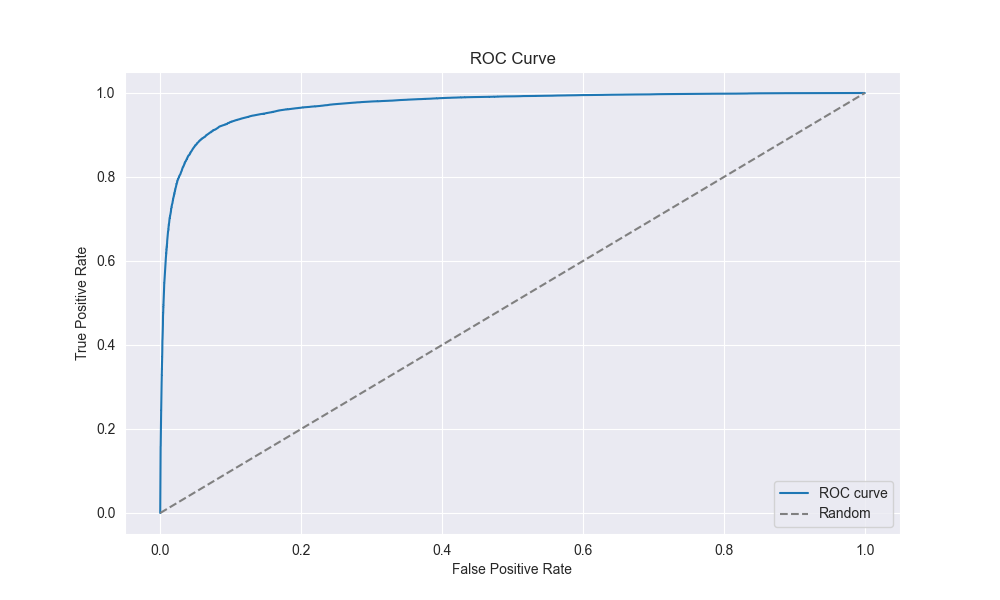 ROC Curve
1.0
0.8
0.6
0.4
0.2
0.0
True Positive Rate
ROC curve
Random
0.0 0.2 0.4 0.6 0.8 1.0
False Positive Rate